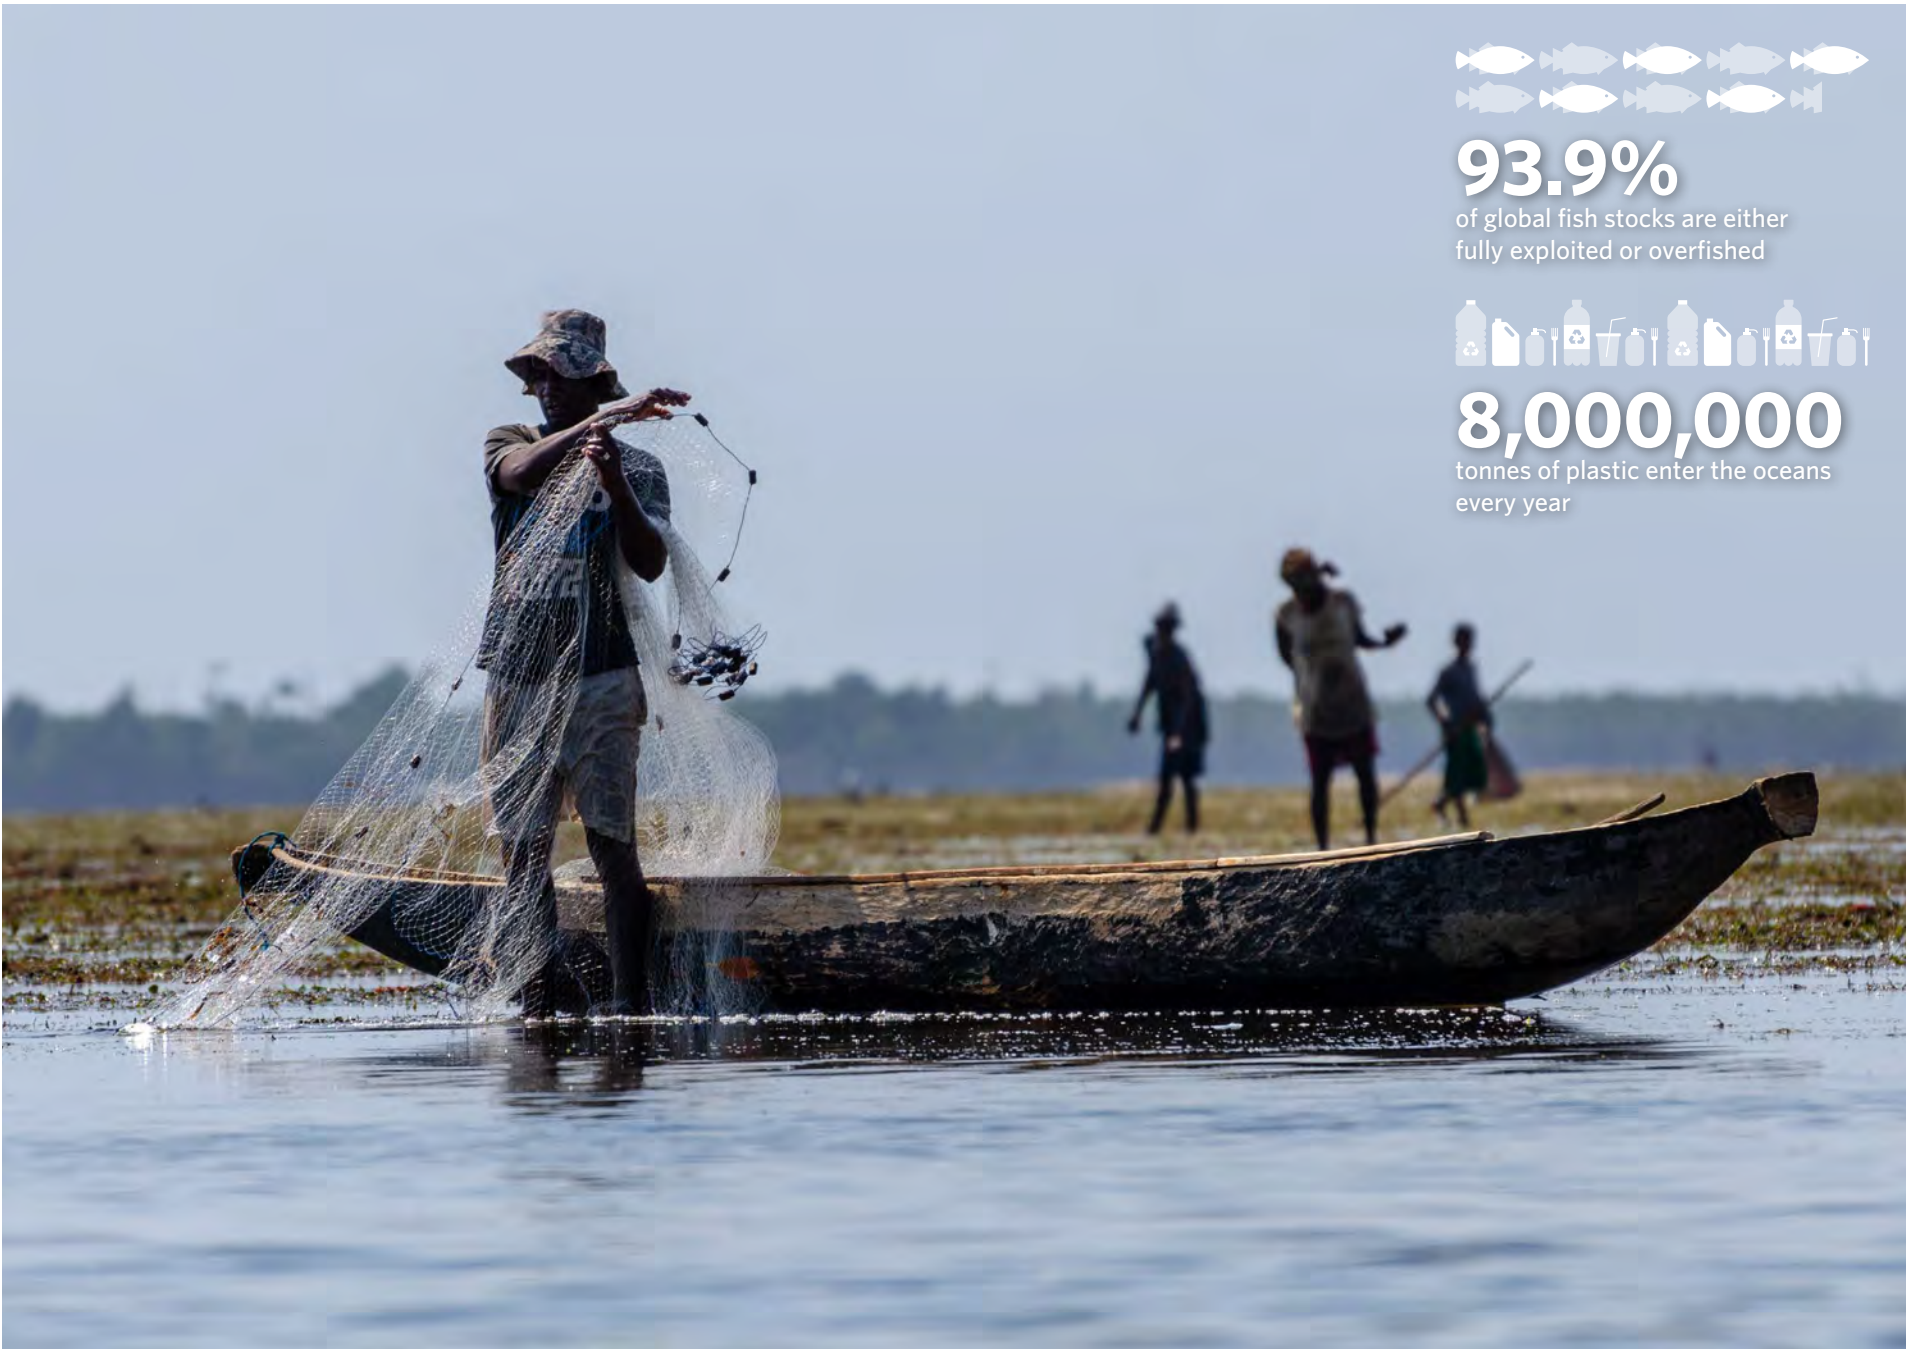 93.9%
of global fish stocks are either
fully exploited or overfished
8,000,000
tonnes of plastic enter the oceans
every year